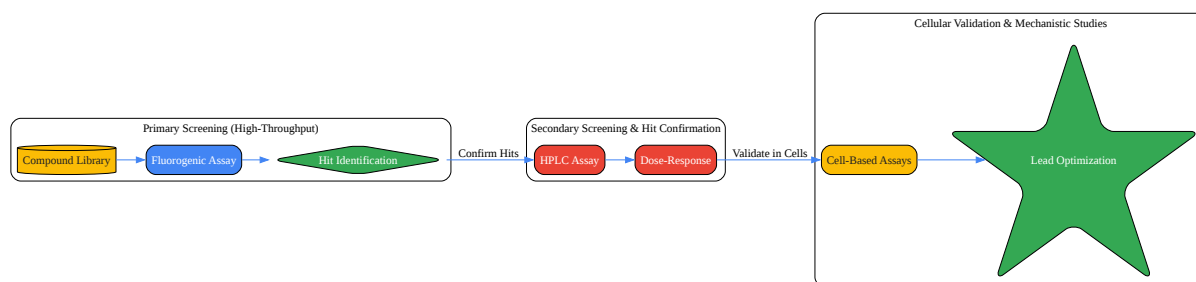 Cellular Validation & Mechanistic Studies
Primary Screening (High-Throughput)
Secondary Screening & Hit Confirmation
Compound Library
Fluorogenic Assay
Hit Identification
Confirm Hits
HPLC Assay
Dose-Response
Validate in Cells
Cell-Based Assays
Lead Optimization